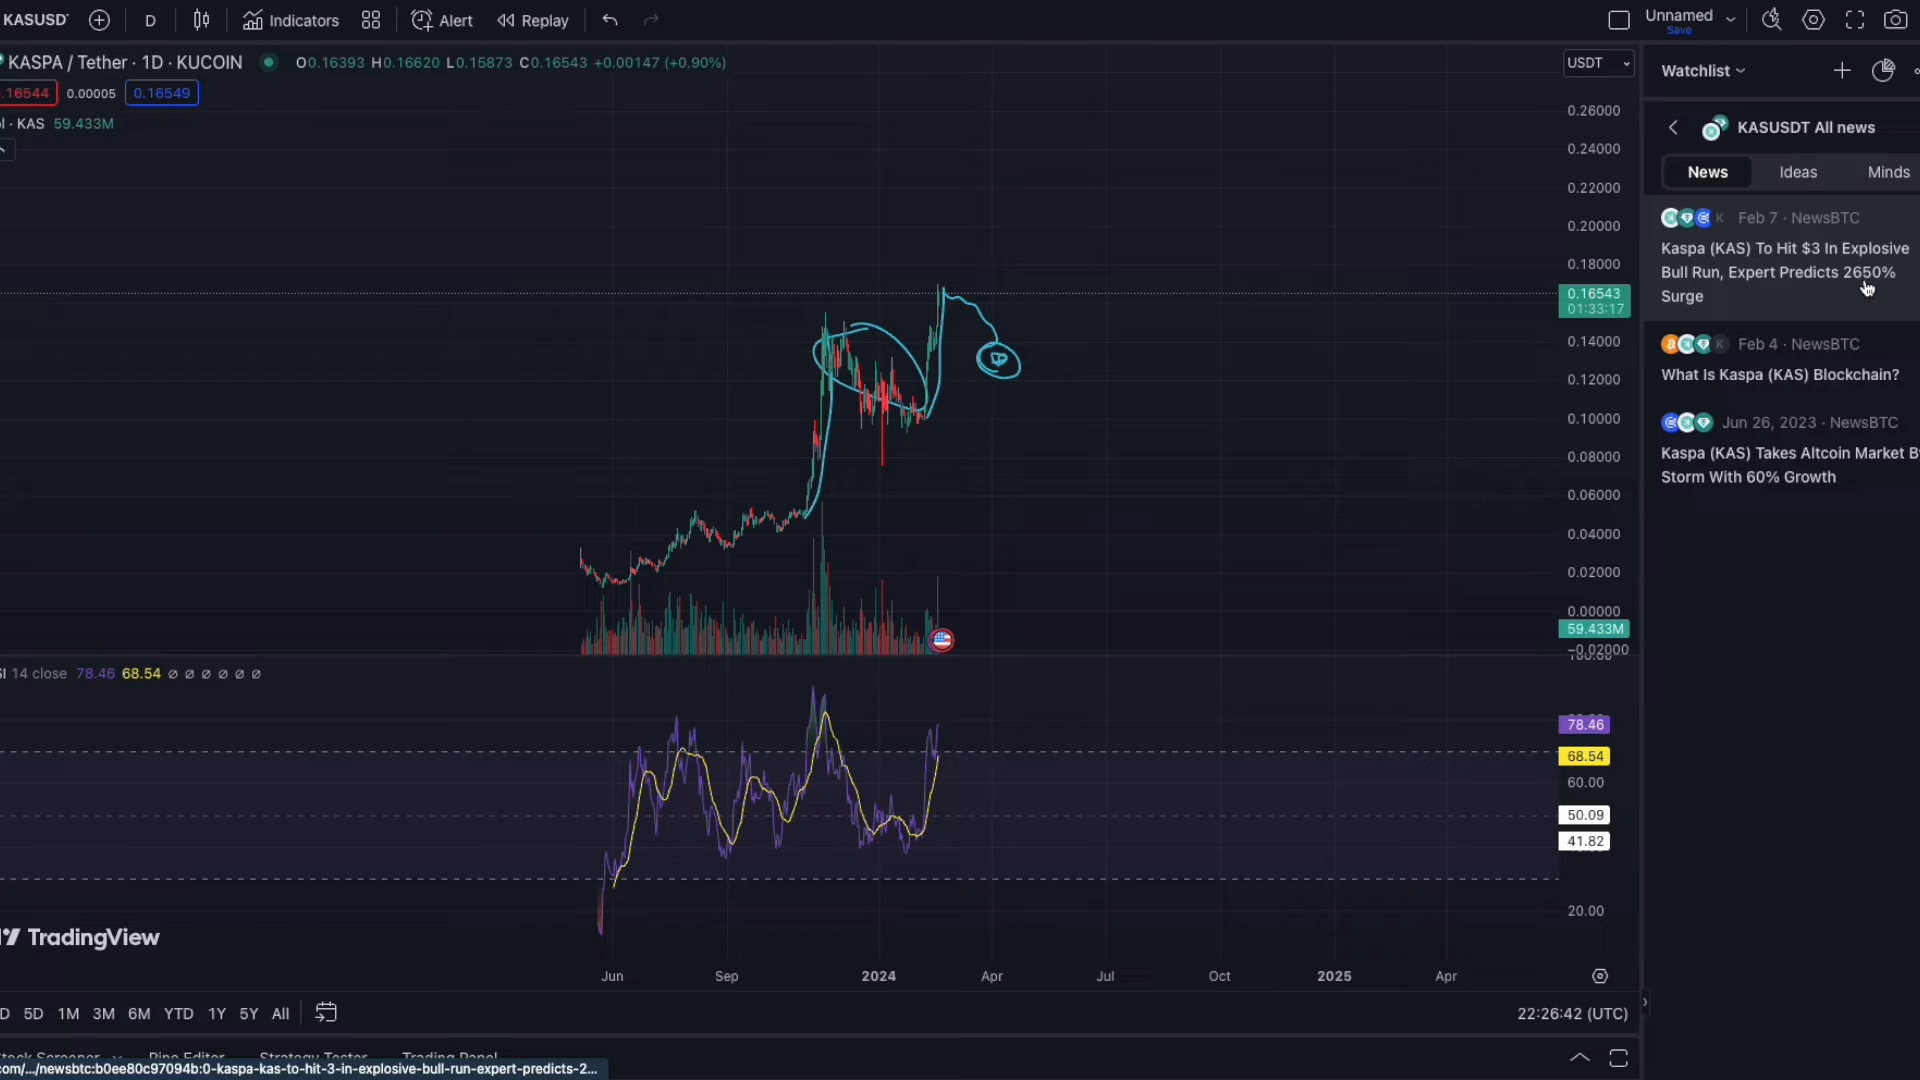 KASUSD
D
Indicators
Alert
Replay
Unnamed
Save
KASPA / Tether · 1D · KUCOIN
O0.16393 H0.16620 L0.15873 C0.16543 +0.00147 (+0.90%)
USDT
Watchlist
.16544 0.00005 0.16549
· KAS 59.433M
0.26000
KASUSDT All news
0.24000
News Ideas Minds
0.22000
0.20000
0.18000
0.16543
01:33:17
0.14000
0.12000
0.10000
0.08000
0.06000
0.04000
0.02000
0.00000
59.433M
−0.02000
Feb 7 · NewsBTC
Kaspa (KAS) To Hit $3 In Explosive
Bull Run, Expert Predicts 2650%
Surge
Feb 4 · NewsBTC
What Is Kaspa (KAS) Blockchain?
Jun 26, 2023 · NewsBTC
Kaspa (KAS) Takes Altcoin Market B
Storm With 60% Growth
14 close 78.46 68.54 ∅ ∅ ∅ ∅ ∅ ∅
78.46
68.54
60.00
50.09
41.82
20.00
TradingView
Jun Sep 2024 Apr Jul Oct 2025 Apr
D 5D 1M 3M 6M YTD 1Y 5Y All
22:26:42 (UTC)
Pine Editor Strategy Tester Trading Panel
com/.../newsbtc:b0ee80c97094b:0-kaspa-kas-to-hit-3-in-explosive-bull-run-expert-predicts-2...